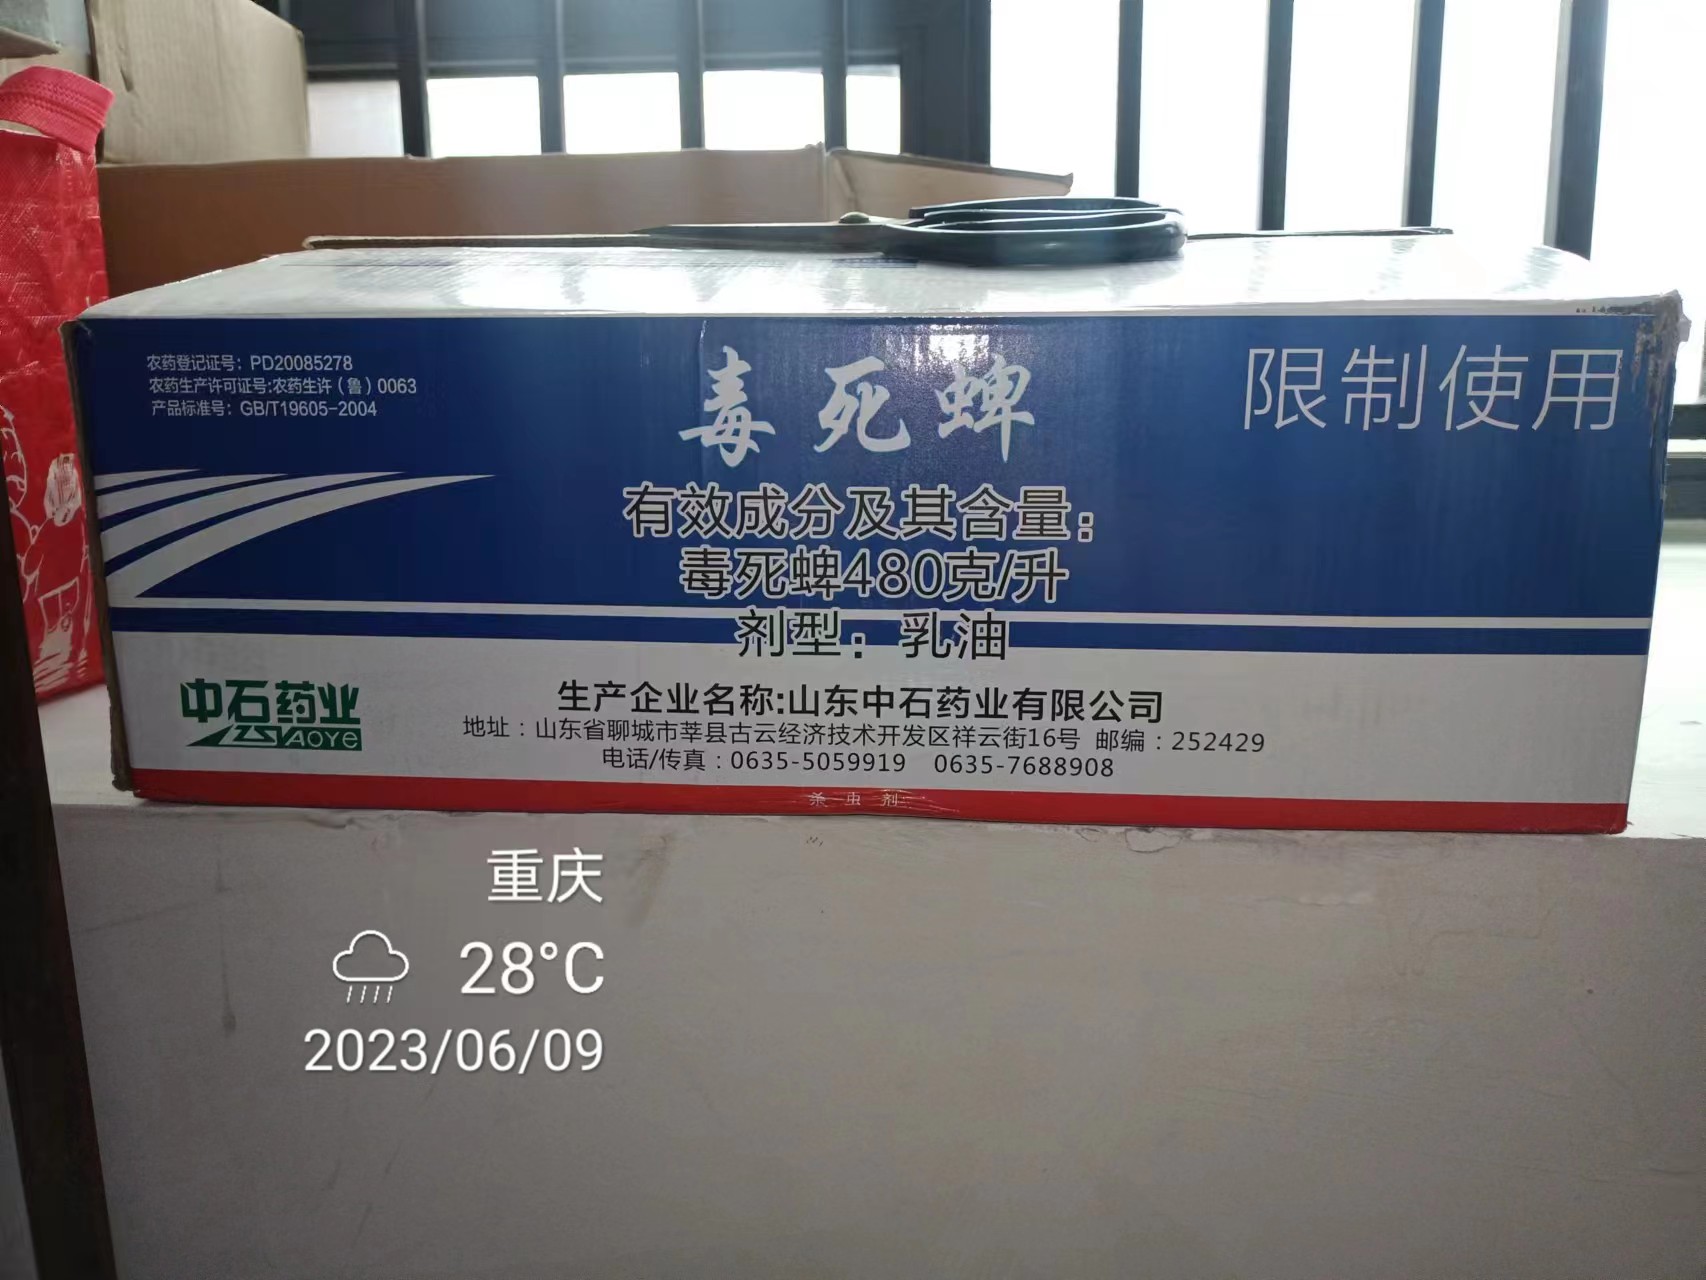 农药登记证号：PD20085278
农药生产许可证号:农药生许（鲁）0063
产品标准号：GB/T19605-2004
毒死蜱
限制使用
有效成分及其含量：
毒死蜱480克/升
剂型：乳油
中石药业
YAOYE
生产企业名称:山东中石药业有限公司
地址：山东省聊城市莘县古云经济技术开发区祥云街16号 邮编：252429
电话/传真：0635-5059919 0635-7688908
杀虫剂
重庆
28°C
2023/06/09